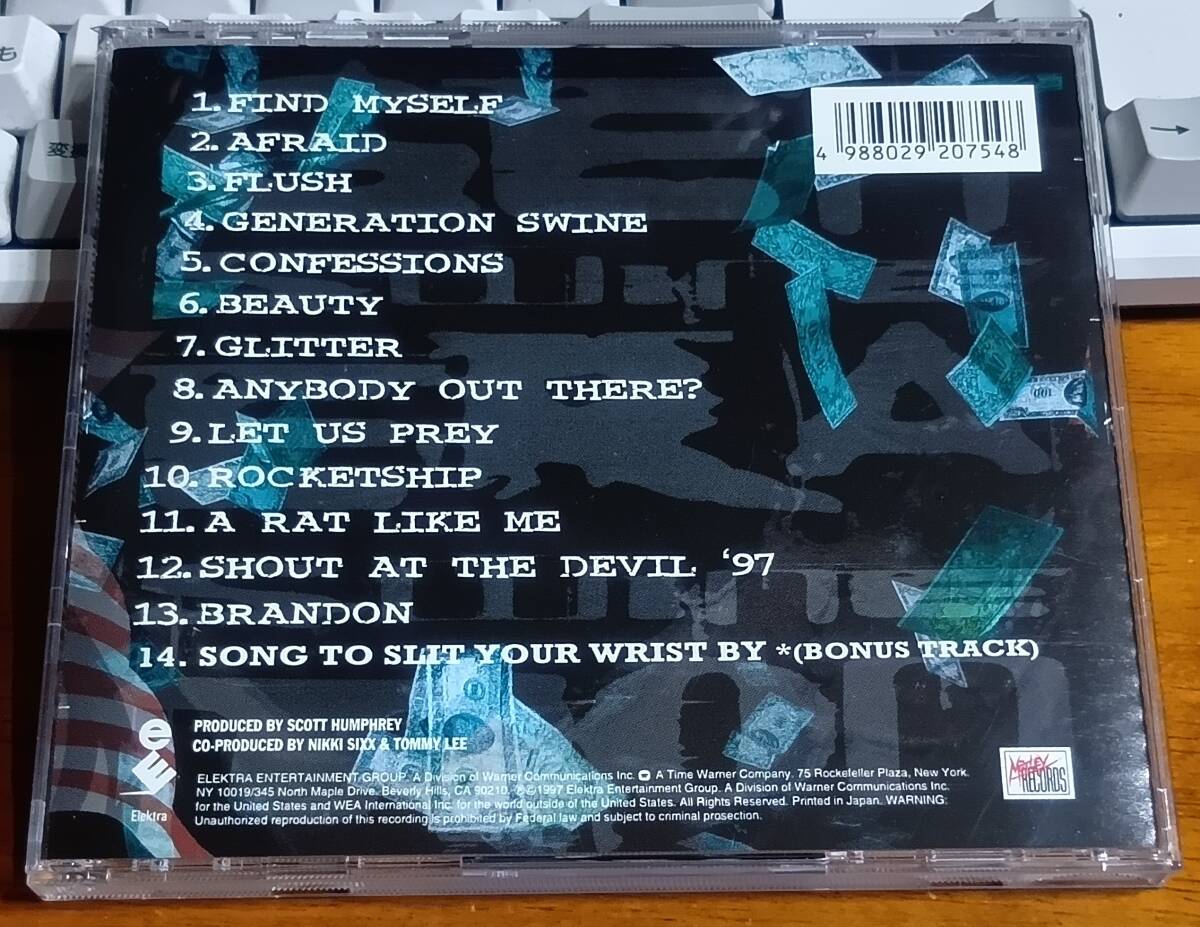 も
変換
→
1. FIND MYSELF
2. AFRAID
3. FLUSH
4. GENERATION SWINE
5. CONFESSIONS
6. BEAUTY
7. GLITTER
8. ANYBODY OUT THERE?
9. LET US PREY
10. ROCKETSHIP
11. A RAT LIKE ME
12. SHOUT AT THE DEVIL '97
13. BRANDON
14. SONG TO SLIT YOUR WRIST BY *(BONUS TRACK)
4 988029 207548
100
PRODUCED BY SCOTT HUMPHREY
CO-PRODUCED BY NIKKI SIXX & TOMMY LEE
ELEKTRA ENTERTAINMENT GROUP. A Division of Warner Communications Inc. A Time Warner Company. 75 Rockefeller Plaza, New York.
NY 10019/345 North Maple Drive. Beverly Hills, CA 90210. ℗©1997 Elektra Entertainment Group. A Division of Warner Communications Inc.
for the United States and WEA International Inc. for the world outside of the United States. All Rights Reserved. Printed in Japan. WARNING:
Unauthorized reproduction of this recording is prohibited by Federal law and subject to criminal prosection.
Elektra
MÖTLEY
RECORDS